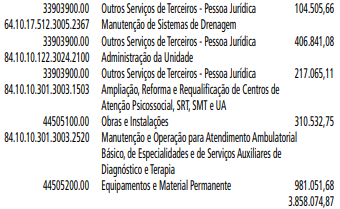 33903900.00 Outros Serviços de Terceiros - Pessoa Jurídica 104.505,66
64.10.17.512.3005.2367 Manutenção de Sistemas de Drenagem
33903900.00 Outros Serviços de Terceiros - Pessoa Jurídica 406.841,08
84.10.10.122.3024.2100 Administração da Unidade
33903900.00 Outros Serviços de Terceiros - Pessoa Jurídica 217.065,11
84.10.10.301.3003.1503 Ampliação, Reforma e Requalificação de Centros de
Atenção Psicossocial, SRT, SMT e UA
44505100.00 Obras e Instalações 310.532,75
84.10.10.301.3003.2520 Manutenção e Operação para Atendimento Ambulatorial
Básico, de Especialidades e de Serviços Auxiliares de
Diagnóstico e Terapia
44505200.00 Equipamentos e Material Permanente 981.051,68
3.858.074,87